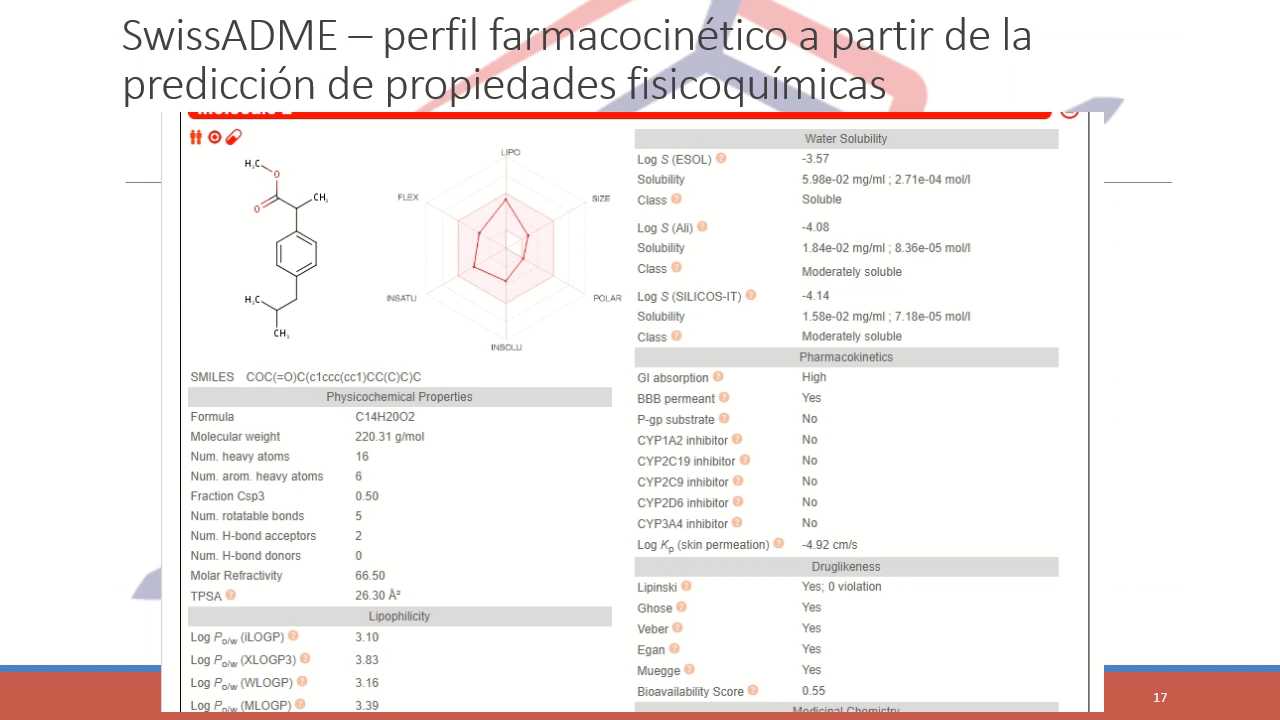 SwissADME – perfil farmacocinético a partir de la
predicción de propiedades fisicoquímicas
H₃C
O
O
CH₃
H₃C
CH₃
LIPO
FLEX
SIZE
INSATU
POLAR
INSOLU
SMILES COC(=O)C(c1ccc(cc1)CC(C)C)C
Physicochemical Properties
Formula C14H20O2
Molecular weight 220.31 g/mol
Num. heavy atoms 16
Num. arom. heavy atoms 6
Fraction Csp3 0.50
Num. rotatable bonds 5
Num. H-bond acceptors 2
Num. H-bond donors 0
Molar Refractivity 66.50
TPSA ? 26.30 Å²
Lipophilicity
Log Po/w (iLOGP) ? 3.10
Log Po/w (XLOGP3) ? 3.83
Log Po/w (WLOGP) ? 3.16
Log Po/w (MLOGP) ? 3.39
Water Solubility
Log S (ESOL) ? -3.57
Solubility 5.98e-02 mg/ml ; 2.71e-04 mol/l
Class ? Soluble
Log S (Ali) ? -4.08
Solubility 1.84e-02 mg/ml ; 8.36e-05 mol/l
Class ? Moderately soluble
Log S (SILICOS-IT) ? -4.14
Solubility 1.58e-02 mg/ml ; 7.18e-05 mol/l
Class ? Moderately soluble
Pharmacokinetics
GI absorption ? High
BBB permeant ? Yes
P-gp substrate ? No
CYP1A2 inhibitor ? No
CYP2C19 inhibitor ? No
CYP2C9 inhibitor ? No
CYP2D6 inhibitor ? No
CYP3A4 inhibitor ? No
Log Kp (skin permeation) ? -4.92 cm/s
Druglikeness
Lipinski ? Yes; 0 violation
Ghose ? Yes
Veber ? Yes
Egan ? Yes
Muegge ? Yes
Bioavailability Score ? 0.55
Medicinal Chemistry
17